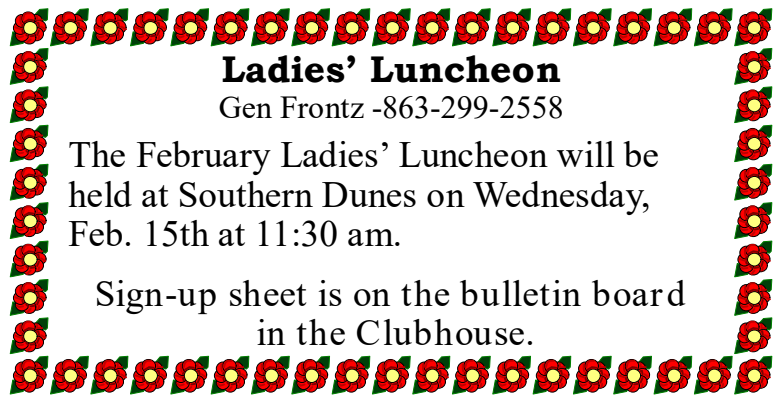 Ladies’ Luncheon
Gen Frontz -863-299-2558
The February Ladies’ Luncheon will be
held at Southern Dunes on Wednesday,
Feb. 15th at 11:30 am.
Sign-up sheet is on the bulletin board
in the Clubhouse.